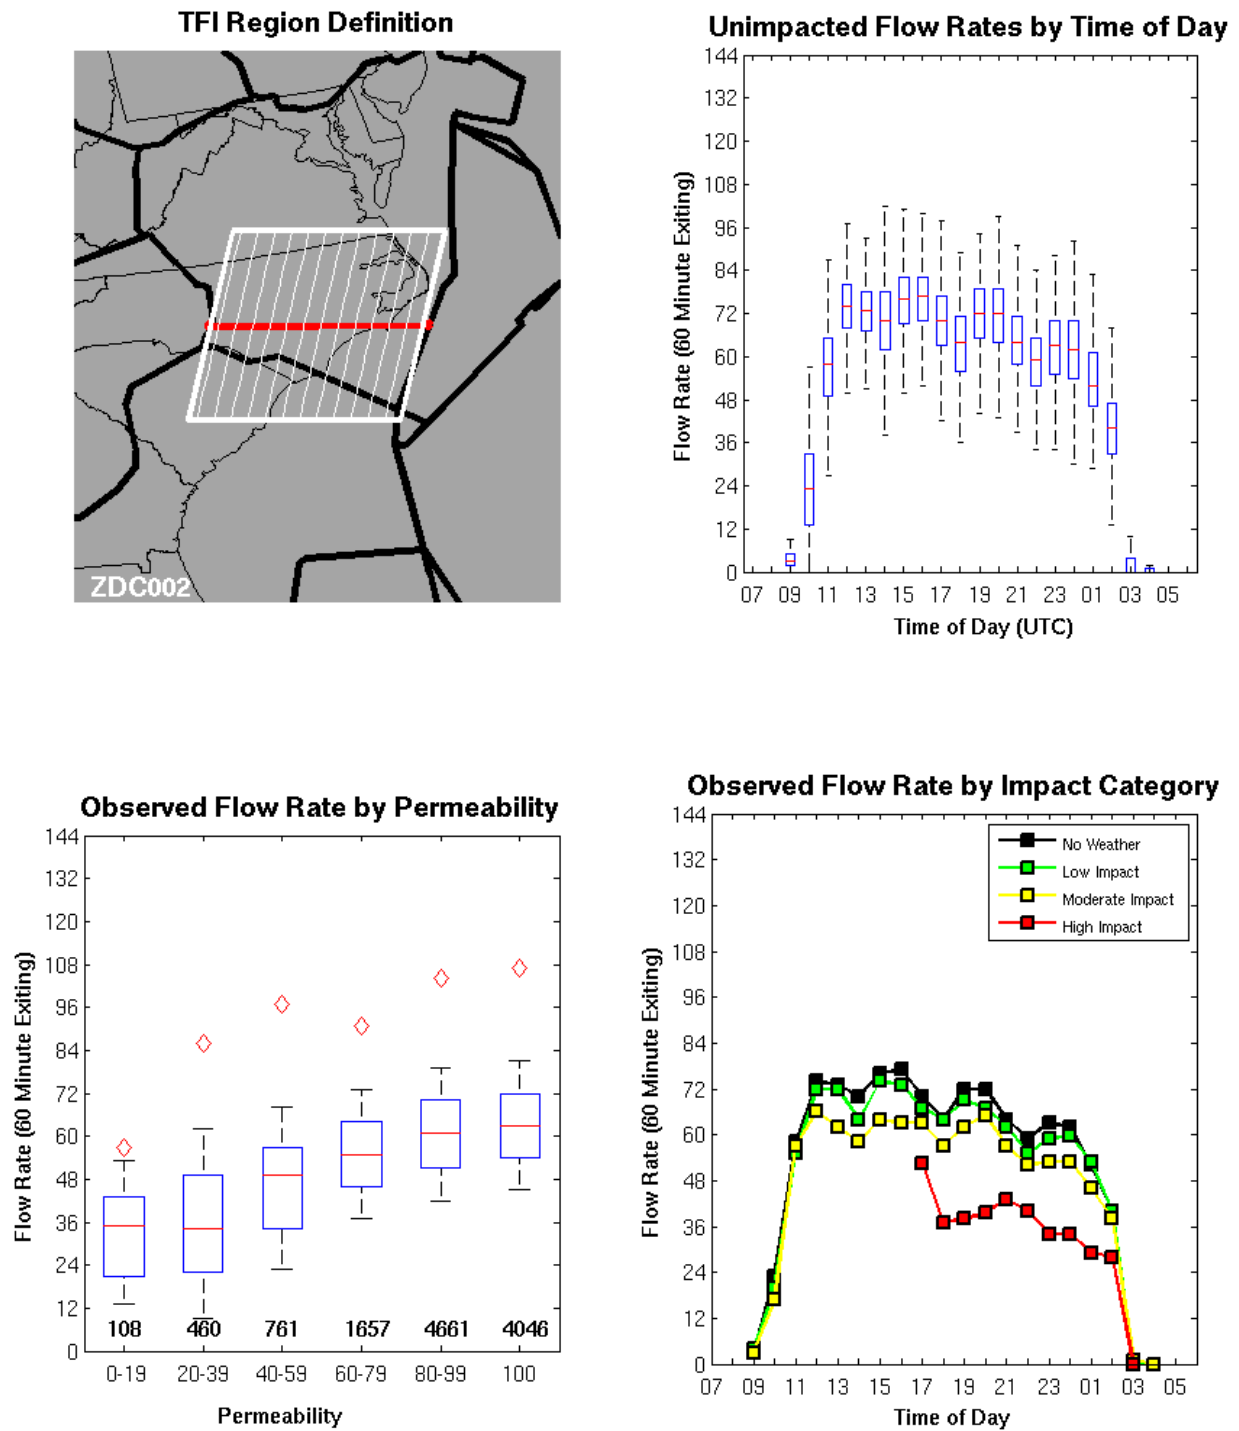 TFI Region Definition
ZDC002
Unimpacted Flow Rates by Time of Day
Flow Rate (60 Minute Exiting)
144
132
120
108
96
84
72
60
48
36
24
12
0
07 09 11 13 15 17 19 21 23 01 03 05
Time of Day (UTC)
Observed Flow Rate by Permeability
Flow Rate (60 Minute Exiting)
144
132
120
108
96
84
72
60
48
36
24
12
0
108 460 761 1657 4661 4046
0-19 20-39 40-59 60-79 80-99 100
Permeability
Observed Flow Rate by Impact Category
Flow Rate (60 Minute Exiting)
144
132
120
108
96
84
72
60
48
36
24
12
0
No Weather
Low Impact
Moderate Impact
High Impact
07 09 11 13 15 17 19 21 23 01 03 05
Time of Day